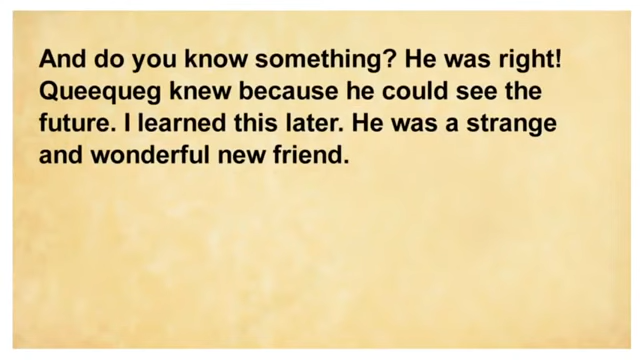 And do you know something? He was right!
Queequeg knew because he could see the
future. I learned this later. He was a strange
and wonderful new friend.